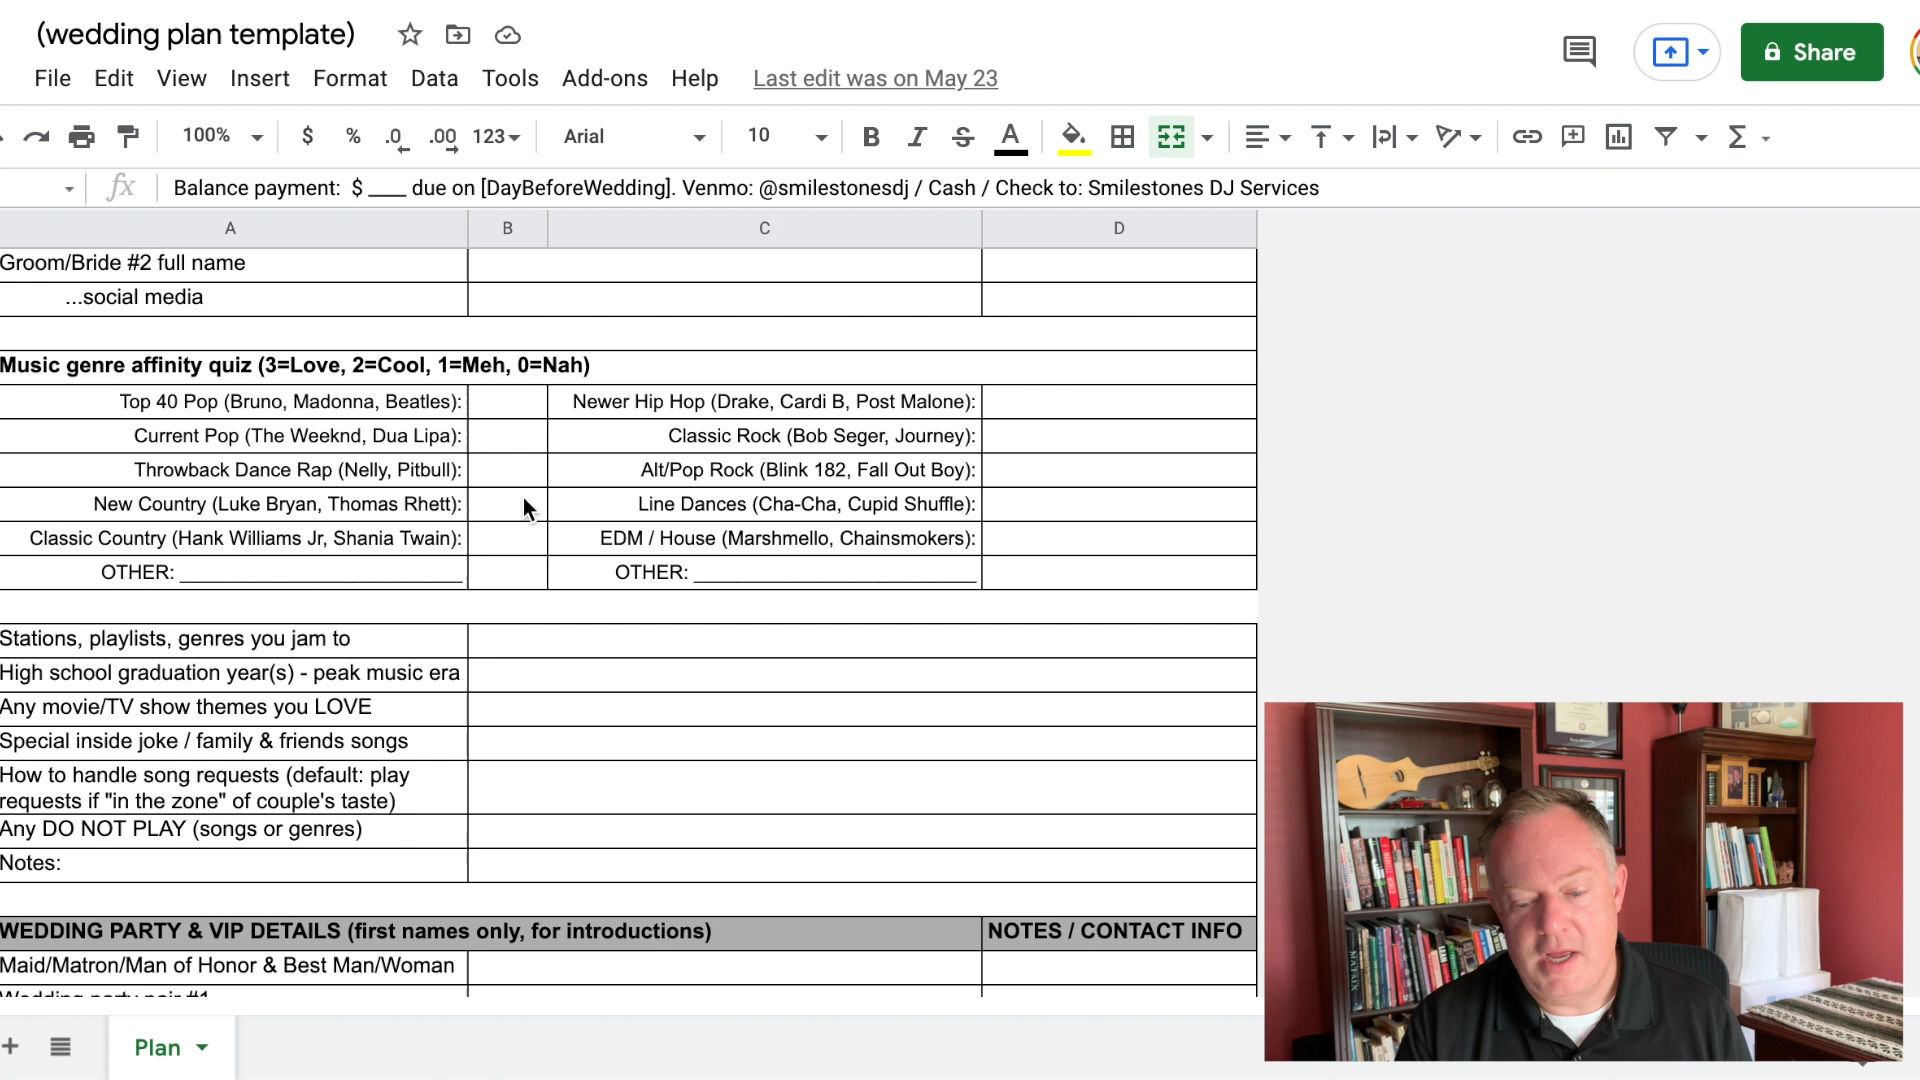 (wedding plan template)
File Edit View Insert Format Data Tools Add-ons Help Last edit was on May 23
Share
100% $ % .0 .00 123 Arial 10 B I S A
fx Balance payment: $ ____ due on [DayBeforeWedding]. Venmo: @smilestonesdj / Cash / Check to: Smilestones DJ Services
A B C D
Groom/Bride #2 full name
...social media
Music genre affinity quiz (3=Love, 2=Cool, 1=Meh, 0=Nah)
Top 40 Pop (Bruno, Madonna, Beatles): Newer Hip Hop (Drake, Cardi B, Post Malone):
Current Pop (The Weeknd, Dua Lipa): Classic Rock (Bob Seger, Journey):
Throwback Dance Rap (Nelly, Pitbull): Alt/Pop Rock (Blink 182, Fall Out Boy):
New Country (Luke Bryan, Thomas Rhett): Line Dances (Cha-Cha, Cupid Shuffle):
Classic Country (Hank Williams Jr, Shania Twain): EDM / House (Marshmello, Chainsmokers):
OTHER: __________________________ OTHER: __________________________
Stations, playlists, genres you jam to
High school graduation year(s) - peak music era
Any movie/TV show themes you LOVE
Special inside joke / family & friends songs
How to handle song requests (default: play
requests if "in the zone" of couple's taste)
Any DO NOT PLAY (songs or genres)
Notes:
WEDDING PARTY & VIP DETAILS (first names only, for introductions) NOTES / CONTACT INFO
Maid/Matron/Man of Honor & Best Man/Woman
Wedding party pair #1
Plan